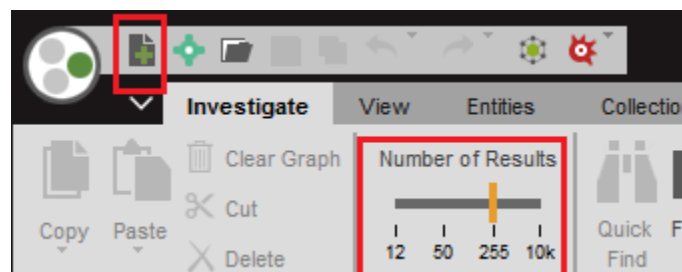 Investigate View Entities Collectio
Clear Graph
Number of Results
Cut
Copy Paste
Delete
12 50 255 10k
Quick F
Find